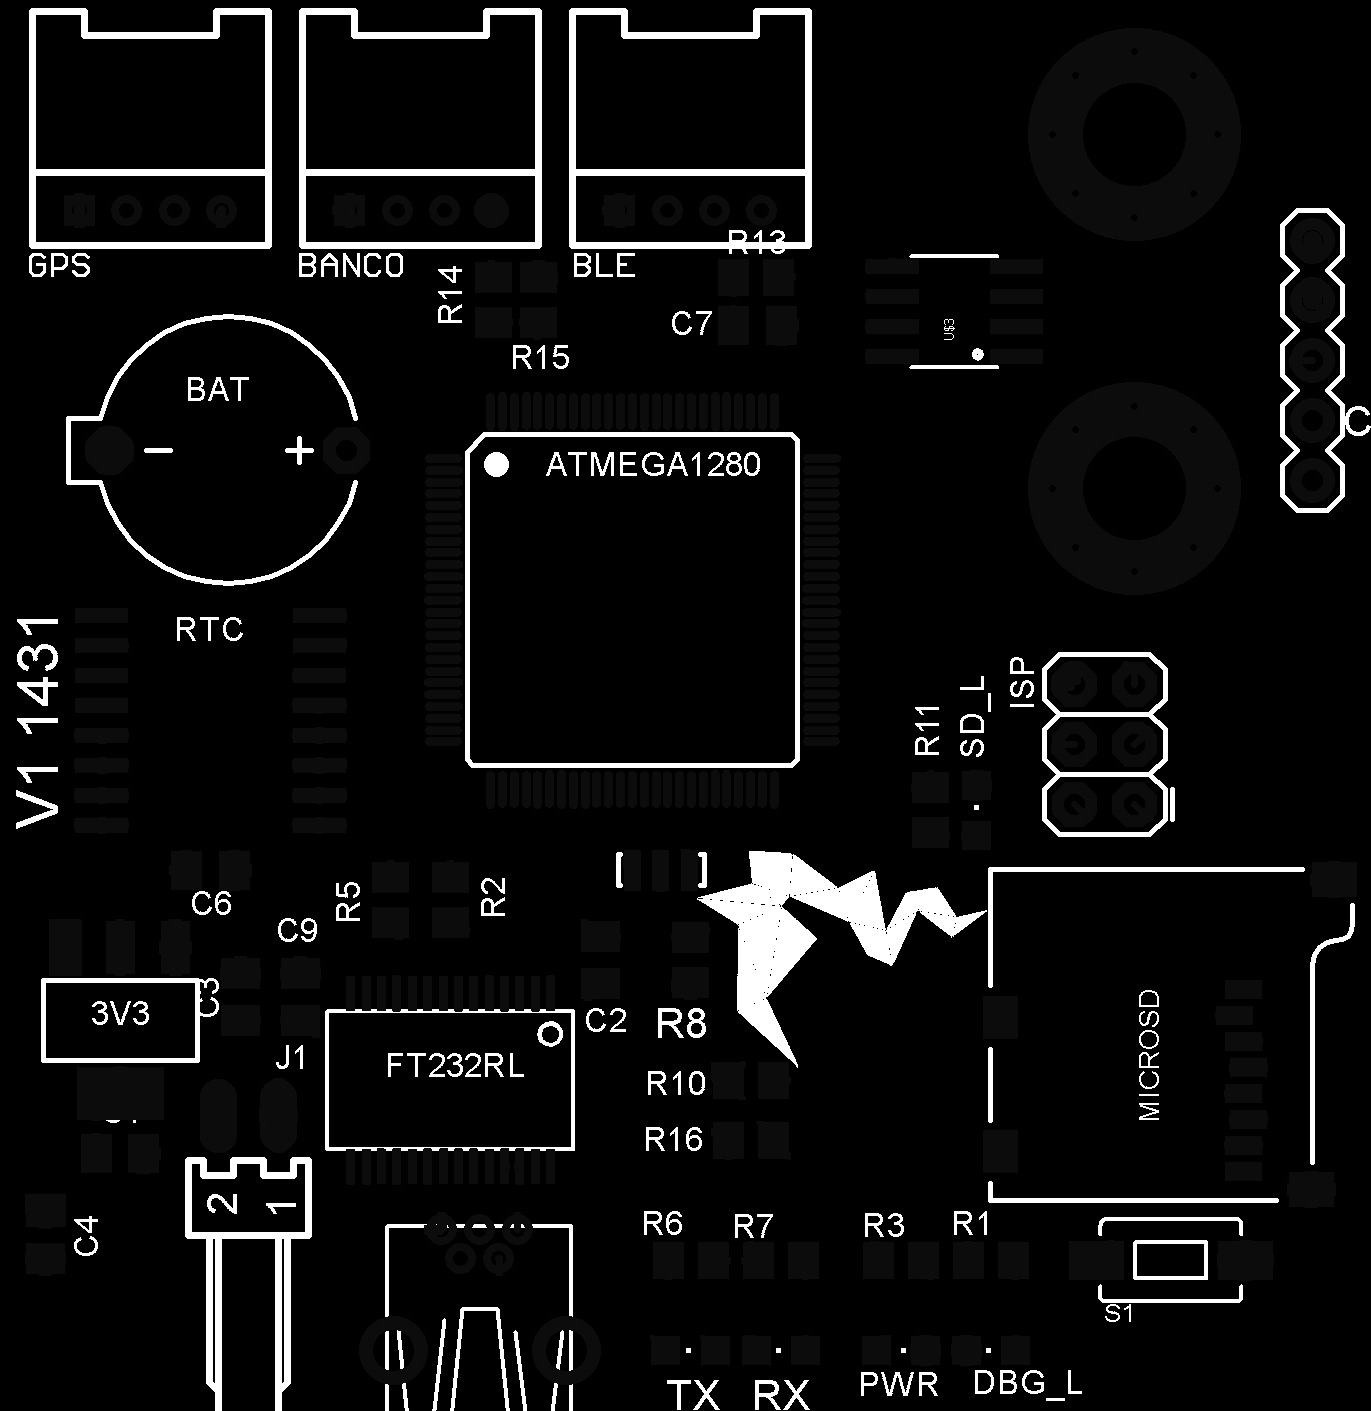 GPS
BANCO
BLE
R13
R14
C7
U$3
R15
BAT
C
ATMEGA1280
RTC
V1 1431
ISP
SD_L
R11
C6
R5
R2
C9
C3
3V3
C2
R8
MICROSD
J1
FT232RL
R10
R16
2 1
C4
R6
R7
R3
R1
S1
TX
RX
PWR
DBG_L